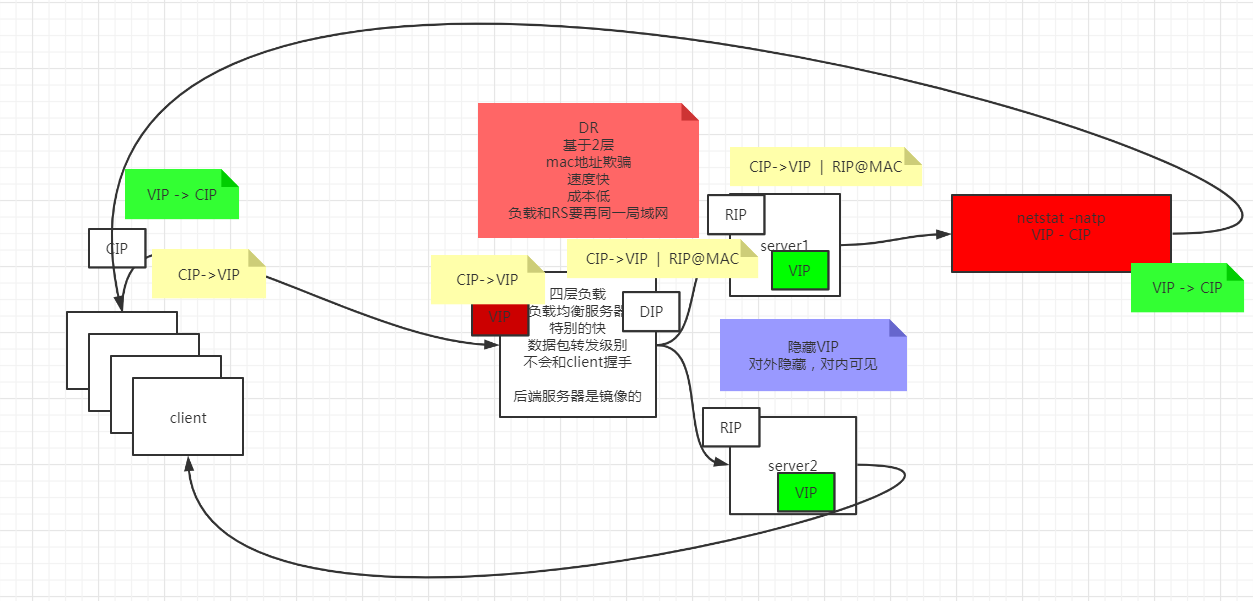 DR
基于2层
mac地址欺骗
速度快
成本低
负载和RS要再同一局域网
CIP->VIP | RIP@MAC
VIP -> CIP
RIP
netstat -natp
VIP - CIP
CIP
server1
CIP->VIP | RIP@MAC
CIP->VIP
CIP->VIP
VIP
VIP -> CIP
四层负载
负载均衡服务器
特别的快
数据包转发级别
不会和client握手
后端服务器是镜像的
VIP
DIP
隐藏VIP
对外隐藏，对内可见
client
RIP
server2
VIP